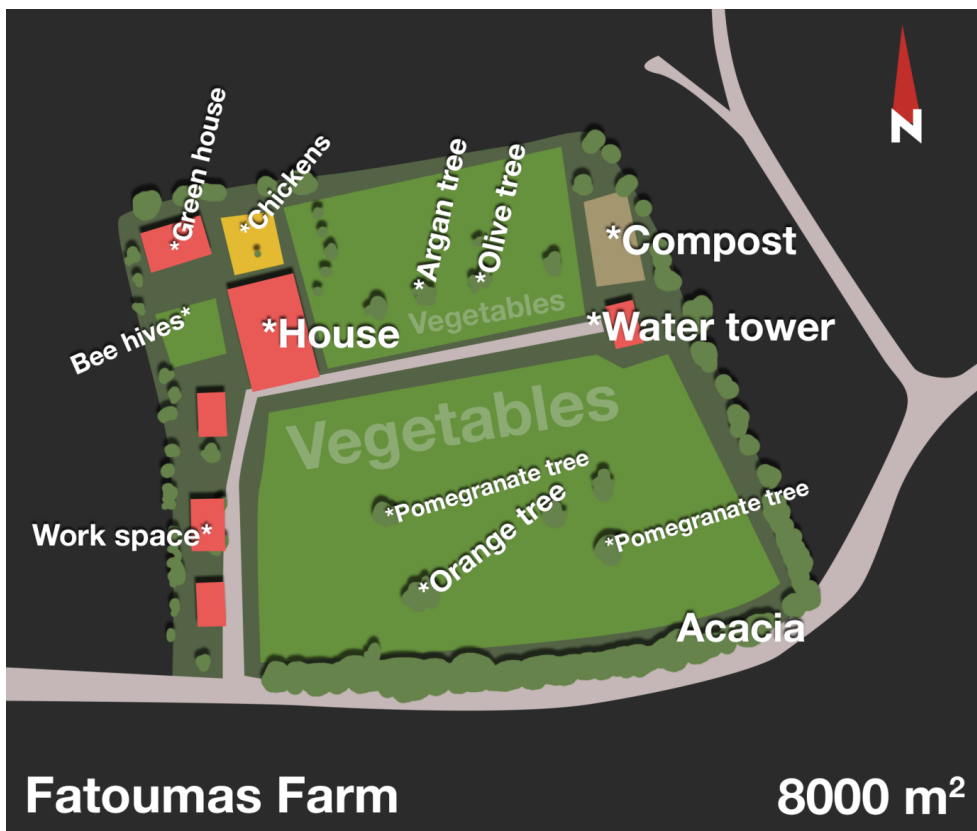 N
*Green house
*Chickens
*Argan tree
*Olive tree
*Compost
Bee hives*
*House
Vegetables
*Water tower
Vegetables
*Pomegranate tree
*Orange tree
*Pomegranate tree
Work space*
Acacia
Fatoumas Farm
8000 m²